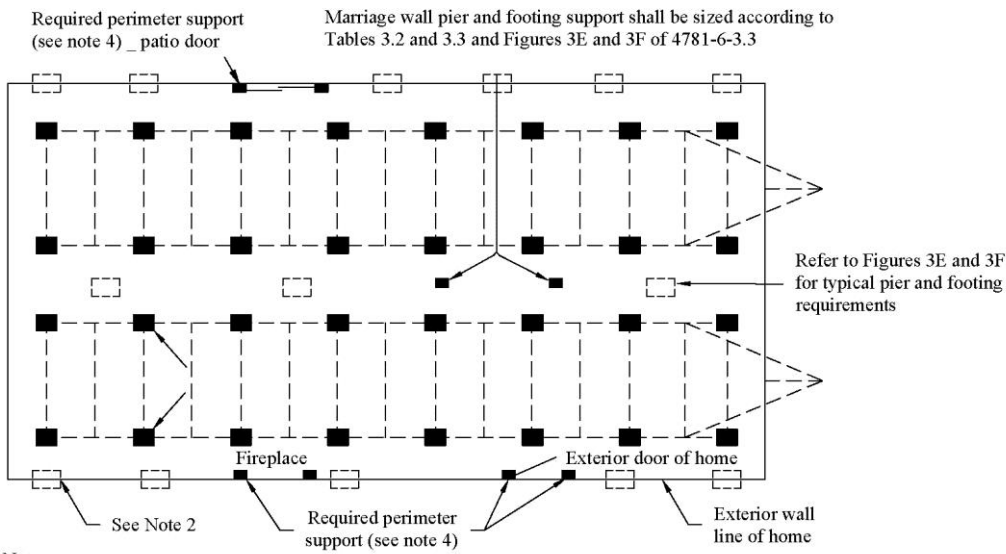 Required perimeter support
(see note 4) _ patio door
Marriage wall pier and footing support shall be sized according to
Tables 3.2 and 3.3 and Figures 3E and 3F of 4781-6-3.3
Refer to Figures 3E and 3F
for typical pier and footing
requirements
Fireplace
Exterior door of home
See Note 2
Required perimeter
support (see note 4)
Exterior wall
line of home